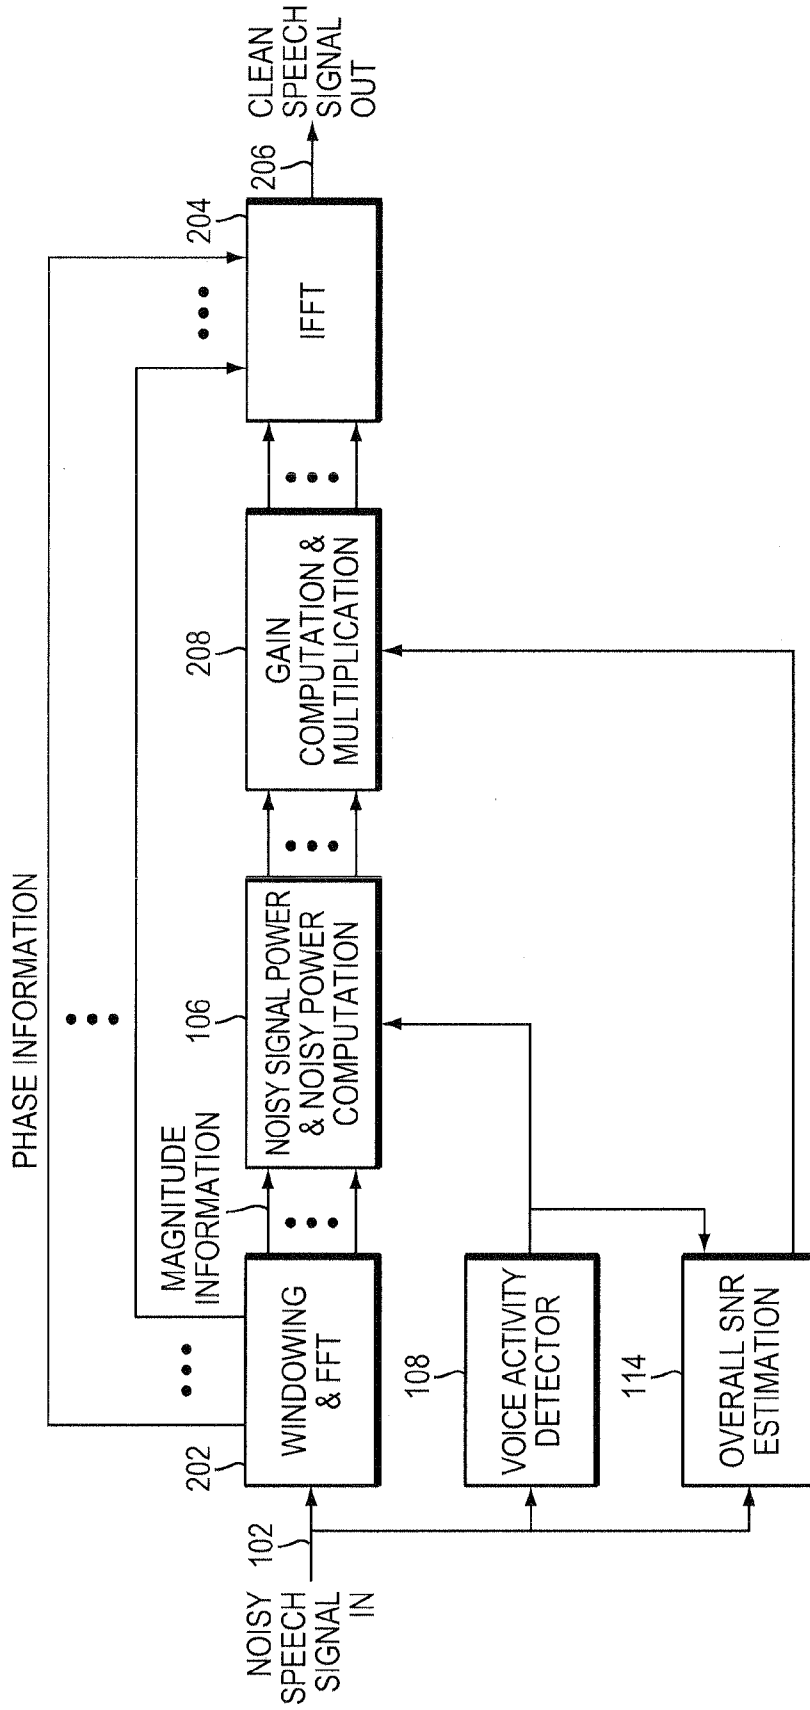 PHASE INFORMATION
MAGNITUDE
INFORMATION
NOISY
SPEECH
SIGNAL
IN
102
202
WINDOWING
& FFT
106
NOISY SIGNAL POWER
& NOISY POWER
COMPUTATION
208
GAIN
COMPUTATION &
MULTIPLICATION
204
IFFT
206
CLEAN
SPEECH
SIGNAL
OUT
108
VOICE ACTIVITY
DETECTOR
114
OVERALL SNR
ESTIMATION